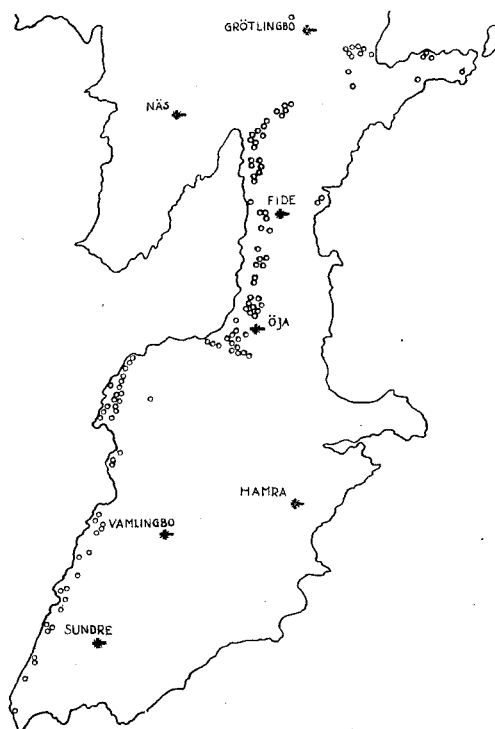 GRÖTLINGBO
NÄS
FIDE
ÖJA
HAMRA
VAMLINGBO
SUNDRE